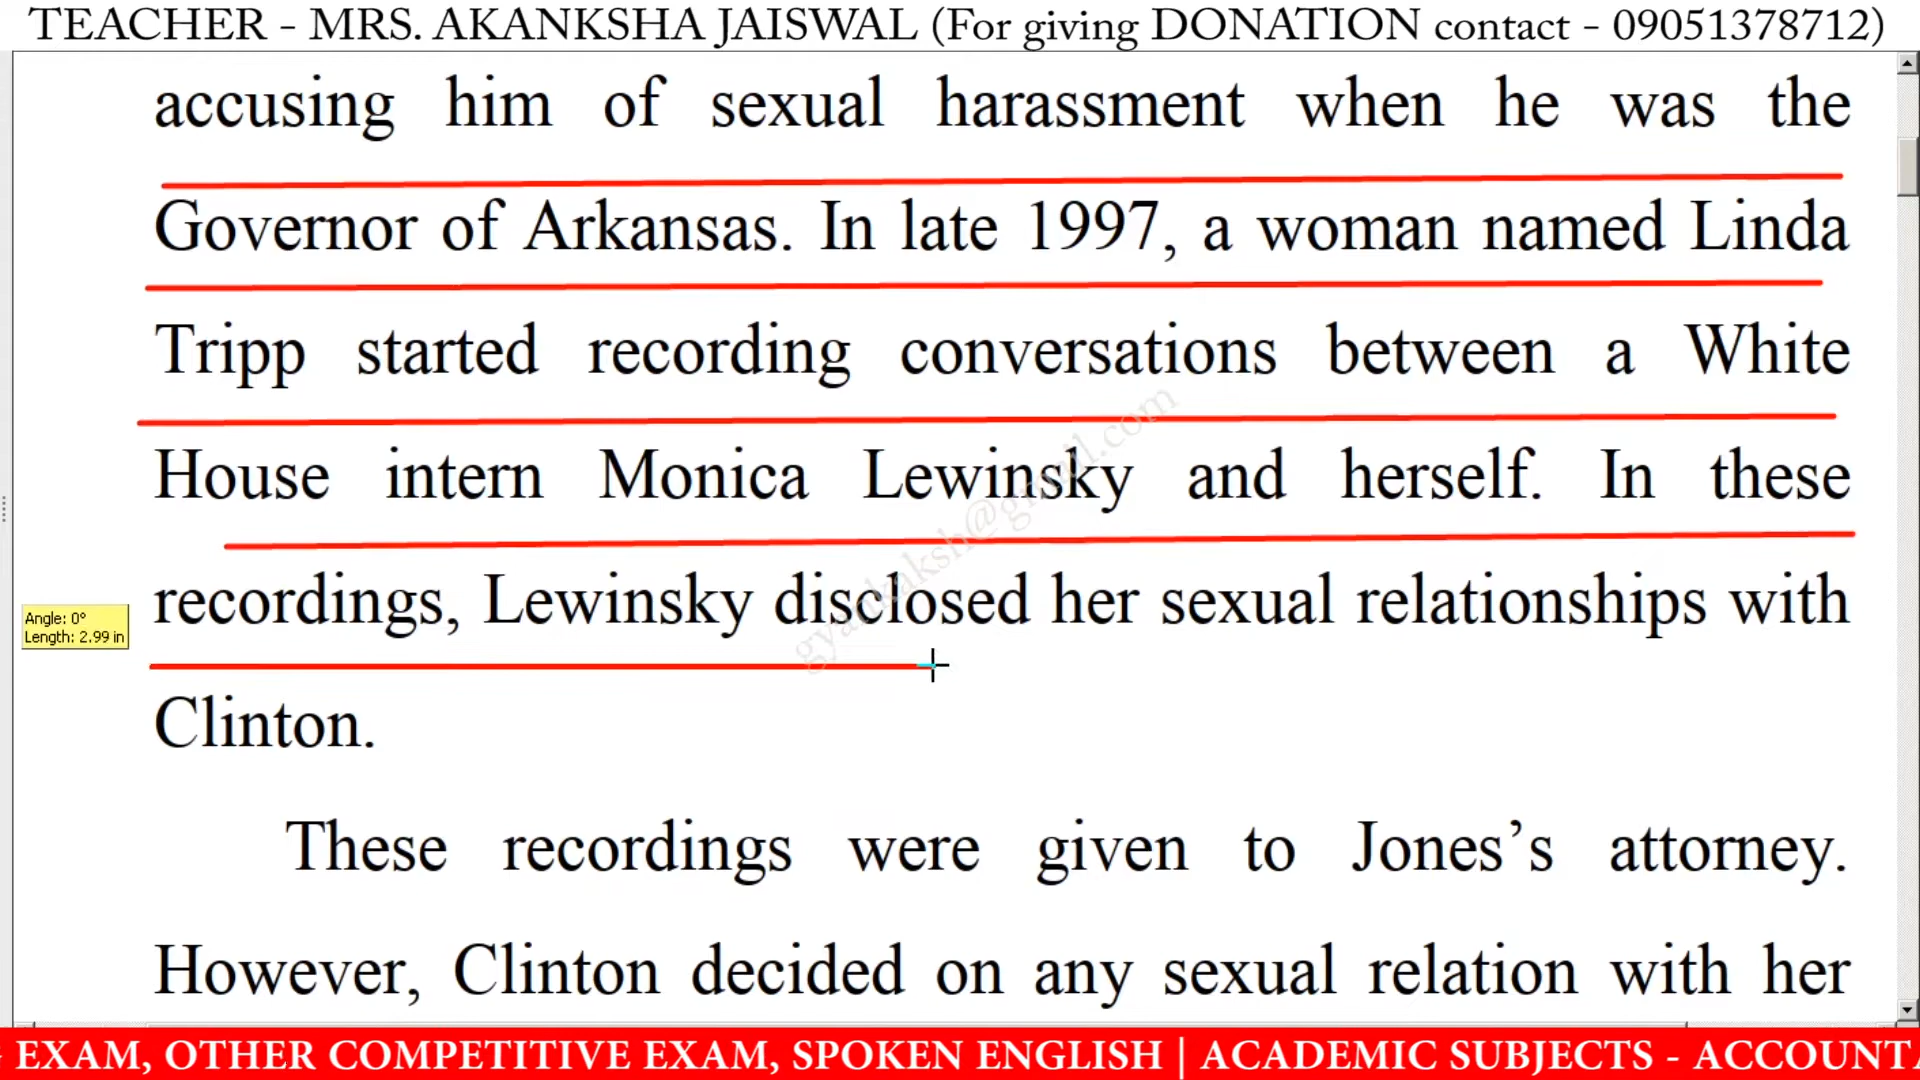 TEACHER - MRS. AKANKSHA JAISWAL (For giving DONATION contact - 09051378712)
accusing him of sexual harassment when he was the
Governor of Arkansas. In late 1997, a woman named Linda
Tripp started recording conversations between a White
House intern Monica Lewinsky and herself. In these
recordings, Lewinsky disclosed her sexual relationships with
Clinton.
These recordings were given to Jones’s attorney.
However, Clinton decided on any sexual relation with her
Angle: 0°
Length: 2.99 in
gyankaksh@gmail.com
EXAM, OTHER COMPETITIVE EXAM, SPOKEN ENGLISH | ACADEMIC SUBJECTS - ACCOUNT